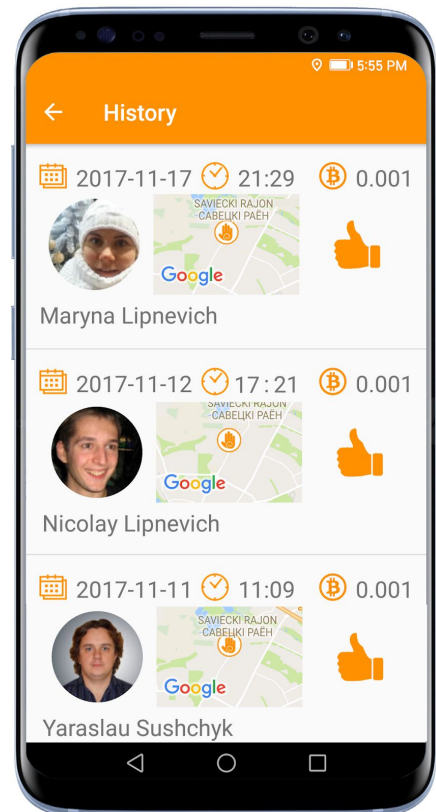 5:55 PM
History
2017-11-17 21:29 0.001
SAVIECKI RAJON
САВЕЦКІ РАЁН
Google
Maryna Lipnevich
2017-11-12 17:21 0.001
SAVIECKI RAJON
САВЕЦКІ РАЁН
Google
Nicolay Lipnevich
2017-11-11 11:09 0.001
SAVIECKI RAJON
САВЕЦКІ РАЁН
Google
Yaraslau Sushchyk